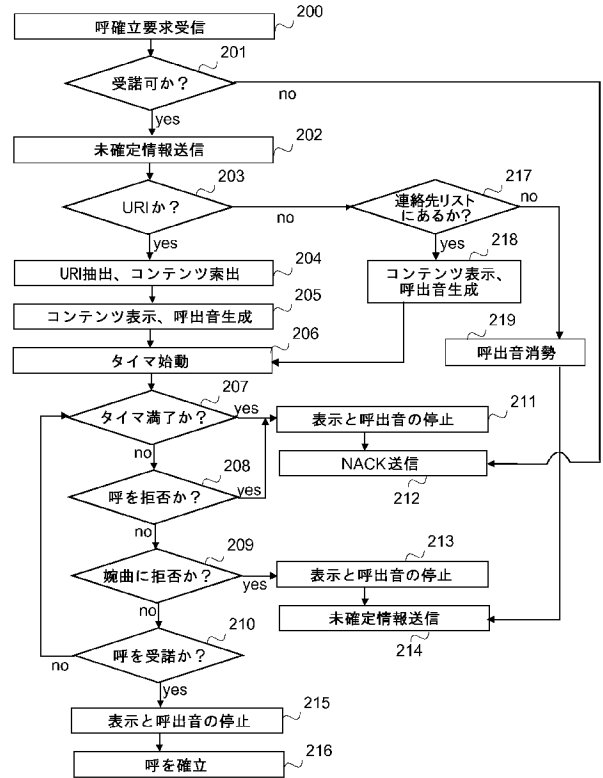 呼確立要求受信
200
受諾可か?
201
no
yes
未確定情報送信
202
URIか?
203
no
yes
連絡先リスト
にあるか?
217
no
yes
URI抽出、コンテンツ索出
204
コンテンツ表示、
呼出音生成
218
コンテンツ表示、呼出音生成
205
タイマ始動
206
呼出音消勢
219
タイマ満了か?
207
yes
no
表示と呼出音の停止
211
NACK送信
212
呼を拒否か?
208
yes
no
婉曲に拒否か?
209
yes
no
表示と呼出音の停止
213
未確定情報送信
214
呼を受諾か?
210
no
yes
表示と呼出音の停止
215
呼を確立
216